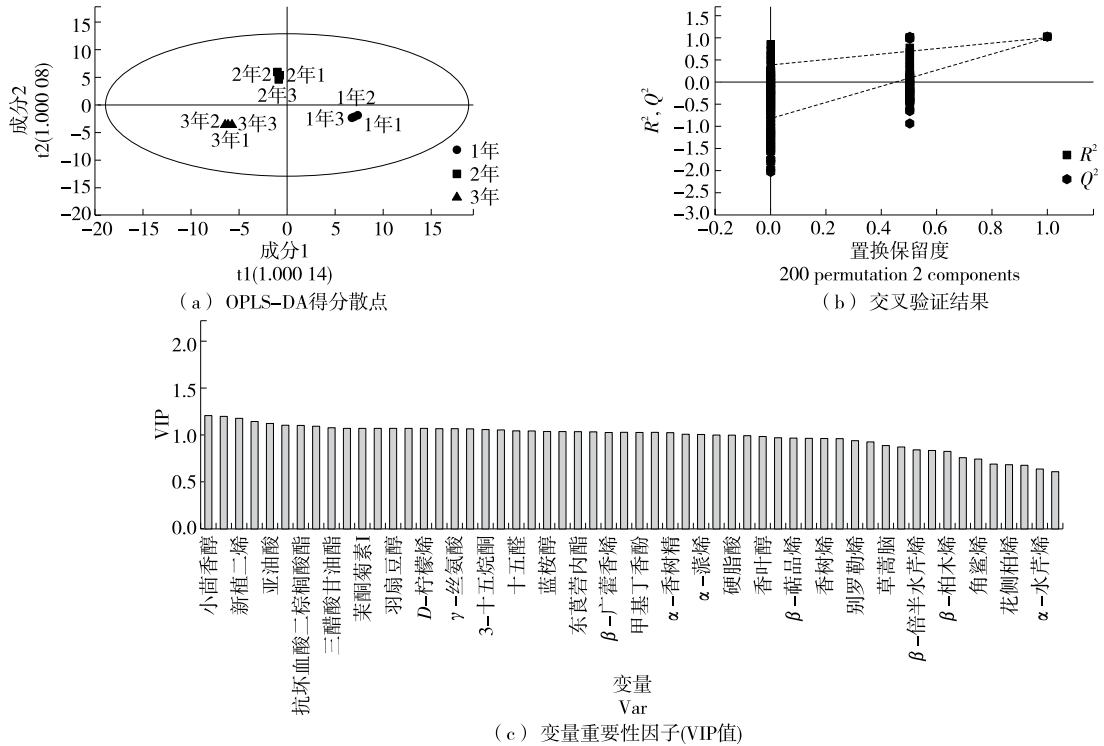 15
10
5
0
-5
-10
-15
-20
成分2
t2(1.000 08)
2年2
2年1
2年3
1年2
1年3
1年1
3年2
3年3
3年1
1年
2年
3年
-20 -15 -10 -5 0 5 10 15
成分1
t1(1.000 14)
(a) OPLS-DA得分散点
1.5
1.0
0.5
0.0
-0.5
-1.0
-1.5
-2.0
-2.5
-3.0
R², Q²
R²
Q²
-0.2 0.0 0.2 0.4 0.6 0.8 1.0
置换保留度
200 permutation 2 components
(b) 交叉验证结果
2.0
1.5
1.0
0.5
0.0
VIP
小茴香醇
新植二烯
亚油酸
抗坏血酸二棕榈酸酯
三醋酸甘油酯
茉酮菊素I
羽扇豆醇
D-柠檬烯
γ-丝氨酸
3-十五烷酮
十五醛
蓝桉醇
东莨菪内酯
β-广藿香烯
甲基丁香酚
α-香树精
α-蒎烯
硬脂酸
香叶醇
β-萜品烯
香树烯
别罗勒烯
草蒿脑
β-倍半水芹烯
β-柏木烯
角鲨烯
花侧柏烯
α-水芹烯
变量
Var
(c) 变量重要性因子(VIP值)